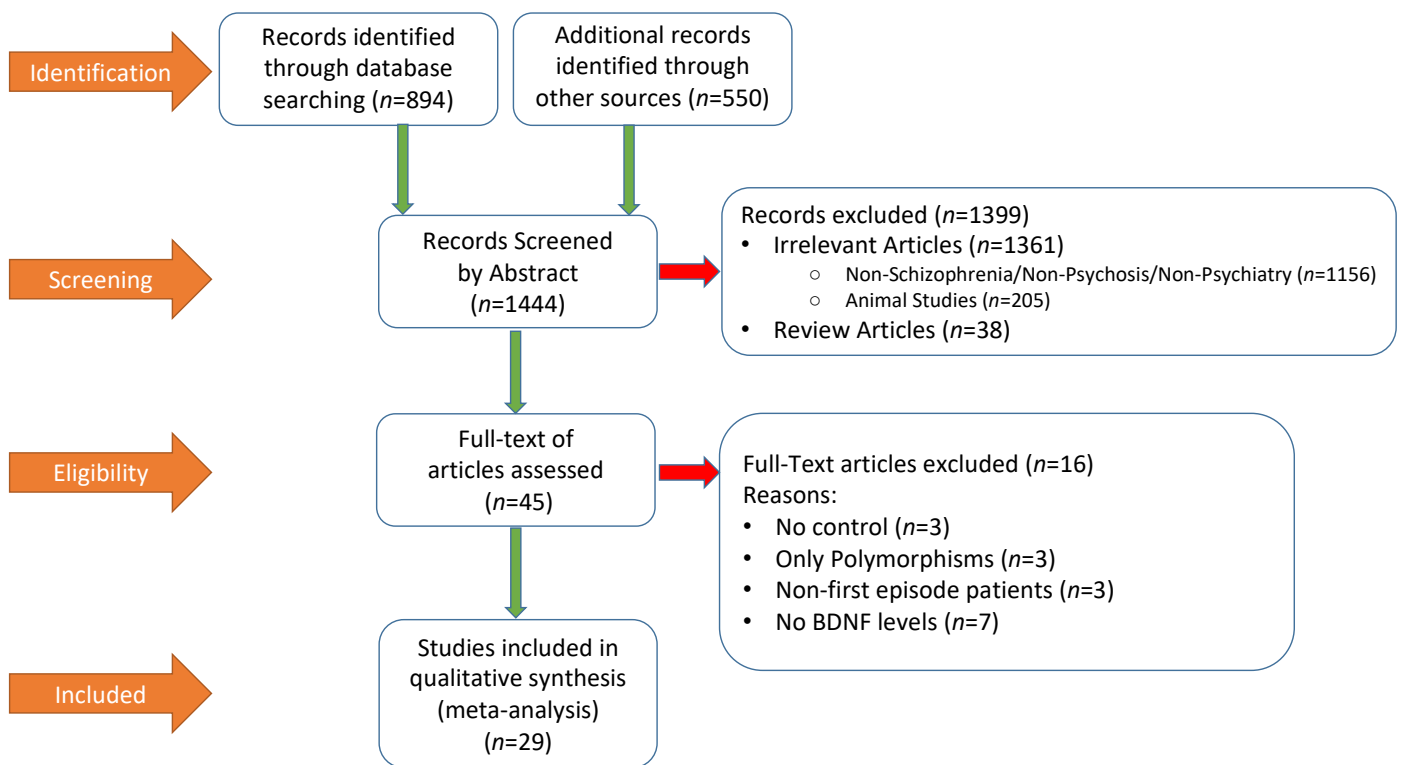 Identification
Records identified
through database
searching (n=894)
Additional records
identified through
other sources (n=550)
Screening
Records Screened
by Abstract
(n=1444)
Records excluded (n=1399)
• Irrelevant Articles (n=1361)
○ Non-Schizophrenia/Non-Psychosis/Non-Psychiatry (n=1156)
○ Animal Studies (n=205)
• Review Articles (n=38)
Eligibility
Full-text of
articles assessed
(n=45)
Full-Text articles excluded (n=16)
Reasons:
• No control (n=3)
• Only Polymorphisms (n=3)
• Non-first episode patients (n=3)
• No BDNF levels (n=7)
Included
Studies included in
qualitative synthesis
(meta-analysis)
(n=29)